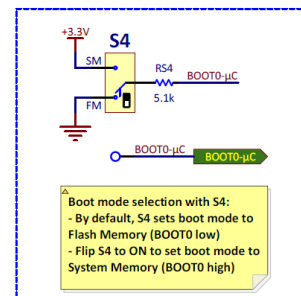 +3.3V
S4
SM
RS4
BOOT0-µC
FM
5.1k
BOOT0-µC
BOOT0-µC
Boot mode selection with S4:
- By default, S4 sets boot mode to
Flash Memory (BOOT0 low)
- Flip S4 to ON to set boot mode to
System Memory (BOOT0 high)